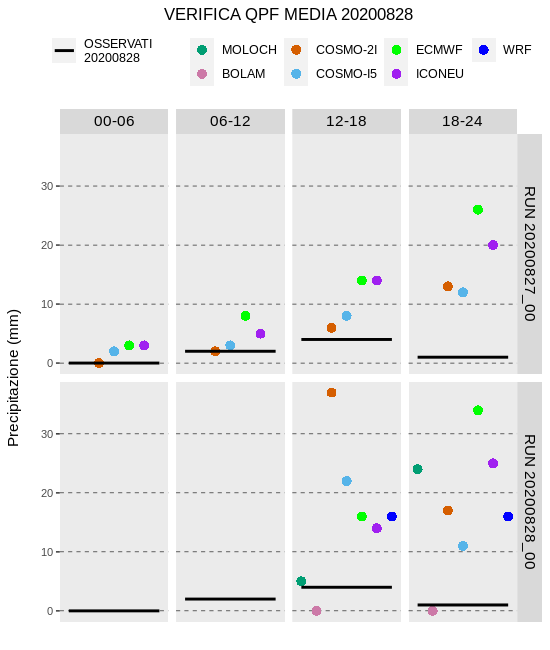 VERIFICA QPF MEDIA 20200828
OSSERVATI
20200828
MOLOCH
COSMO-2I
ECMWF
WRF
BOLAM
COSMO-I5
ICONEU
00-06
06-12
12-18
18-24
30
20
10
0
RUN 20200827_00
Precipitazione (mm)
30
20
10
0
RUN 20200828_00